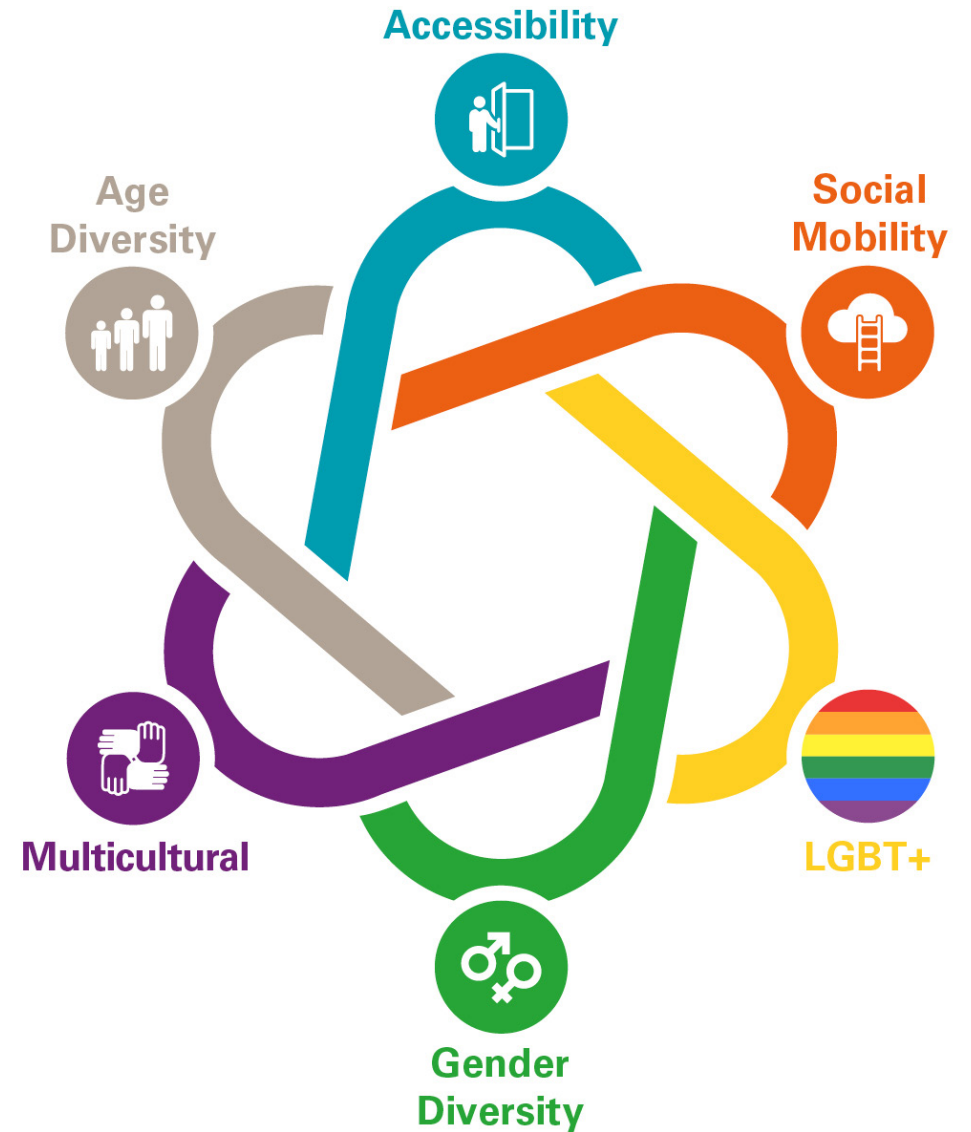 Accessibility
Age
Diversity
Social
Mobility
Multicultural
LGBT+
Gender
Diversity